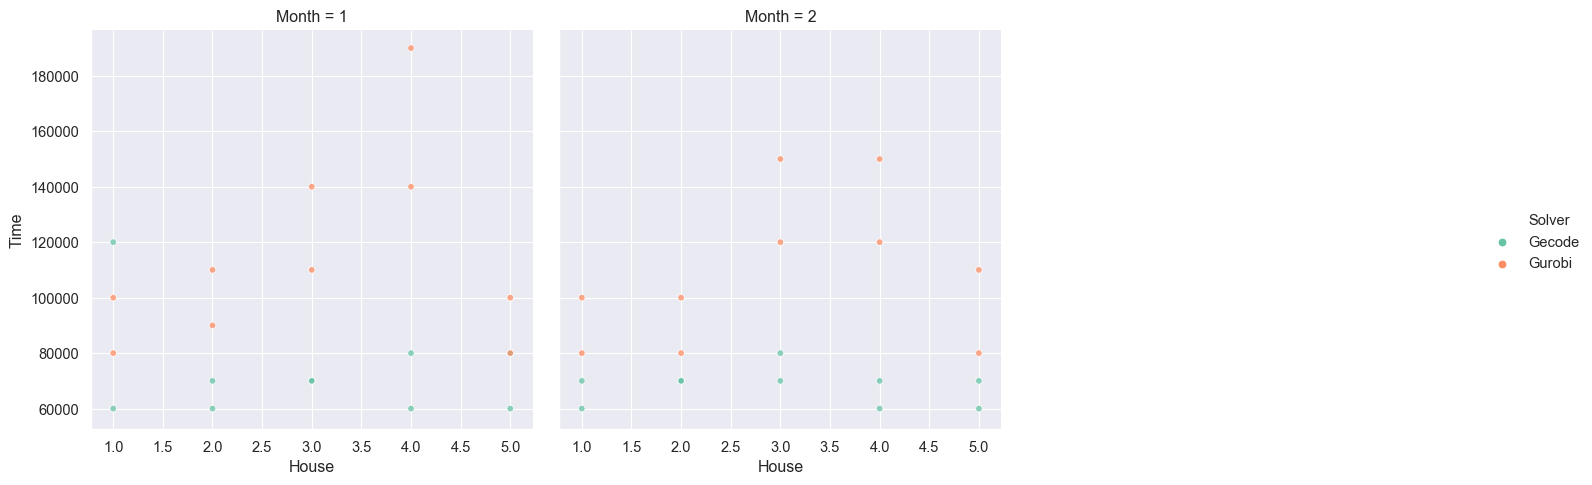 Month = 1
Month = 2
180000
160000
140000
120000
100000
80000
60000
Time
1.0 1.5 2.0 2.5 3.0 3.5 4.0 4.5 5.0
House
1.0 1.5 2.0 2.5 3.0 3.5 4.0 4.5 5.0
House
Solver
Gecode
Gurobi